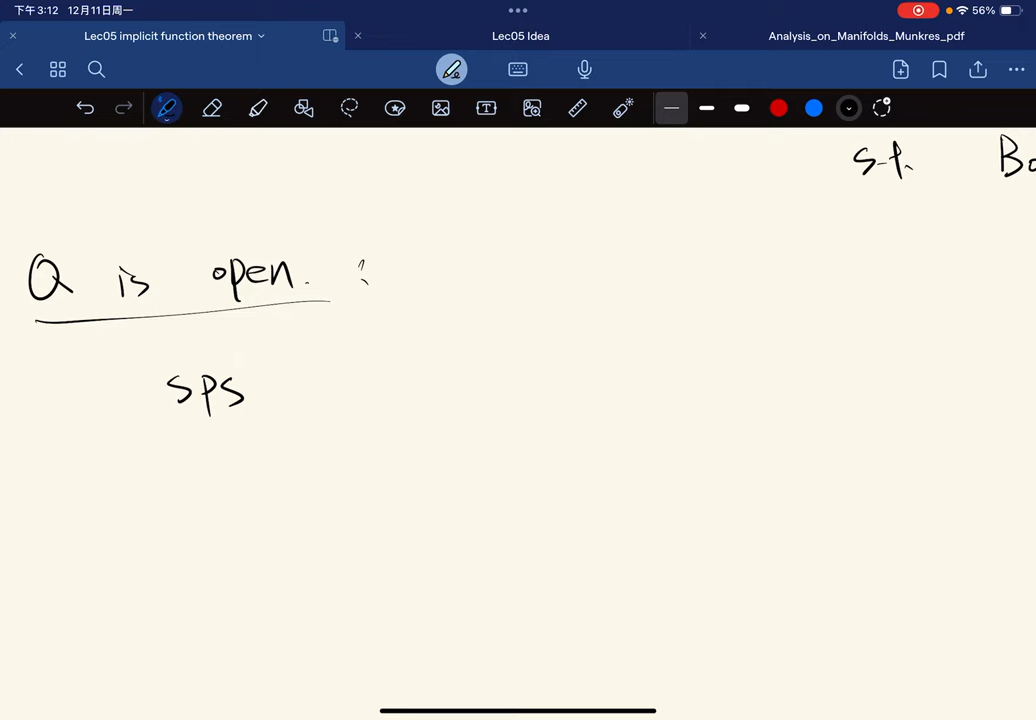 下午3:12 12月11日周一 56%
Lec05 implicit function theorem Lec05 Idea Analysis_on_Manifolds_Munkres_pdf
s.t. Bo
Q is open. :
sps